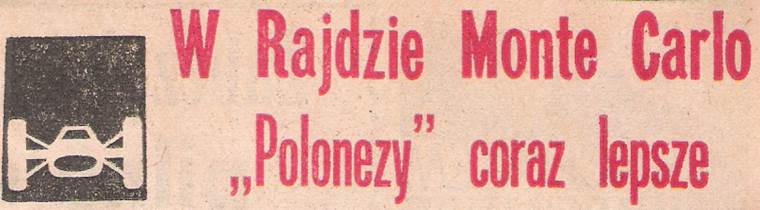 W Rajdzie Monte Carlo
„Polonezy” coraz lepsze